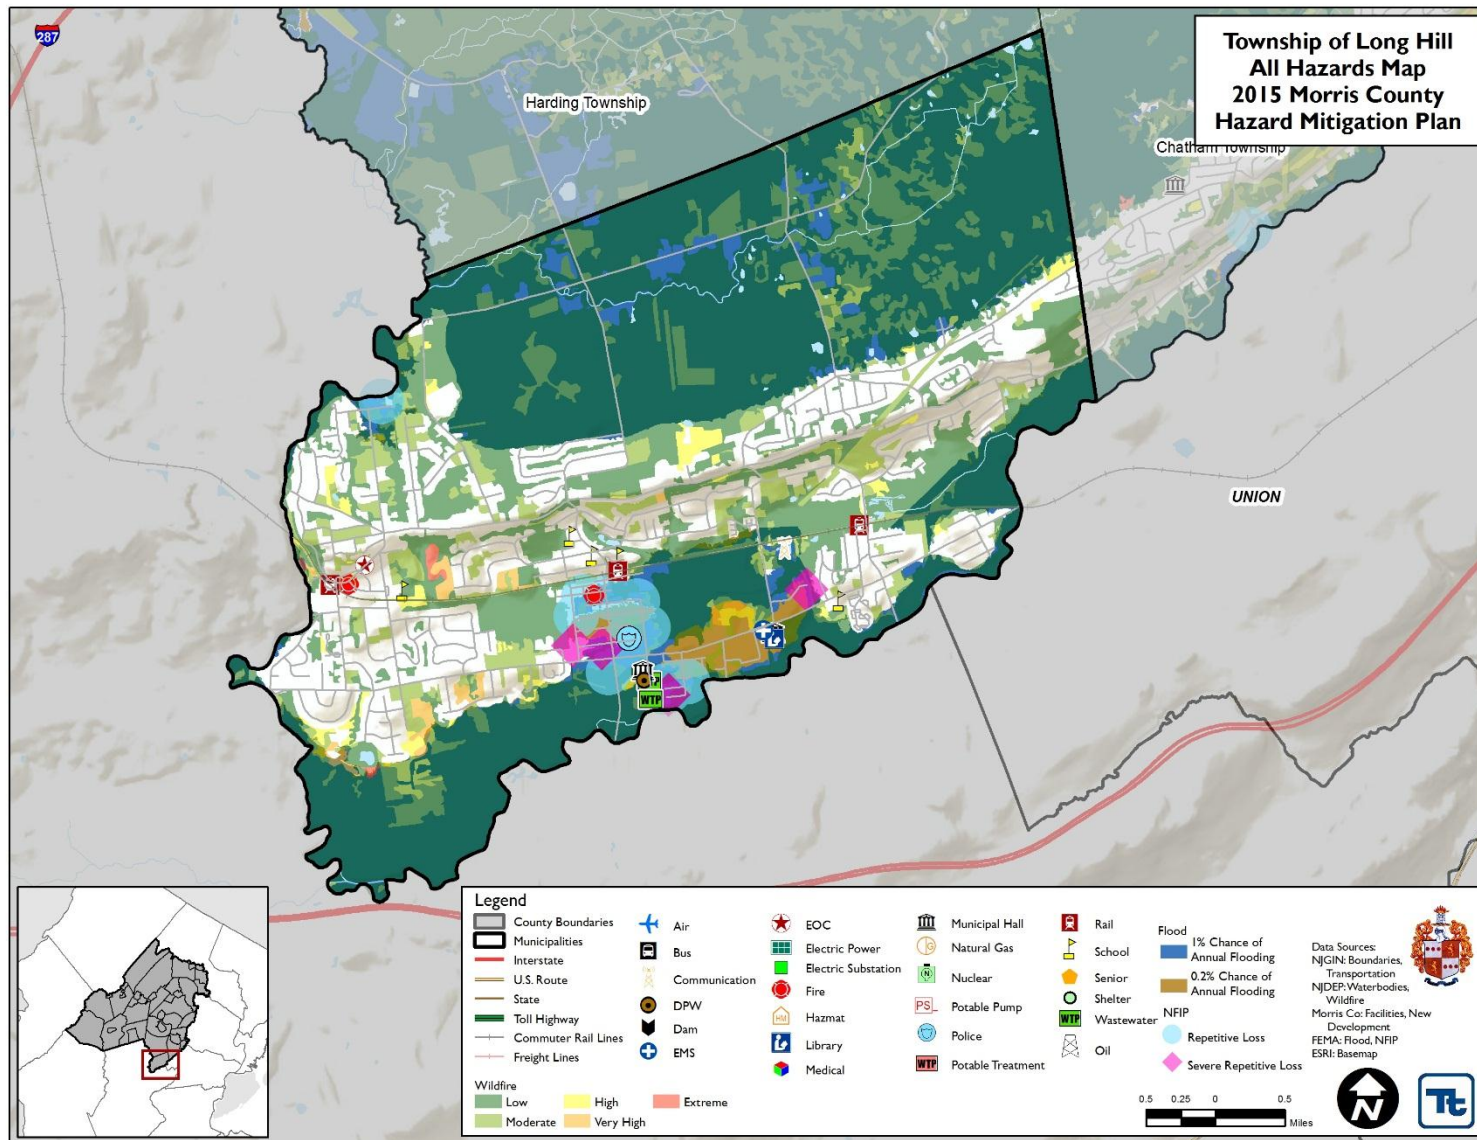 287
Township of Long Hill
All Hazards Map
2015 Morris County
Hazard Mitigation Plan
Harding Township
Chatham Township
UNION
WTP
Legend
County Boundaries
Municipalities
Interstate
U.S. Route
State
Toll Highway
Commuter Rail Lines
Freight Lines
Air
Bus
Communication
DPW
Dam
EMS
EOC
Electric Power
Electric Substation
Fire
HM Hazmat
Library
Medical
Municipal Hall
G Natural Gas
N Nuclear
PS Potable Pump
Police
WTP Potable Treatment
Rail
School
Senior
Shelter
WTP Wastewater
Oil
Flood
1% Chance of
Annual Flooding
0.2% Chance of
Annual Flooding
NFIP
Repetitive Loss
Severe Repetitive Loss
Data Sources:
NJGIN: Boundaries,
Transportation
NJDEP: Waterbodies,
Wildfire
Morris Co: Facilities, New
Development
FEMA: Flood, NFIP
ESRI: Basemap
Wildfire
Low
Moderate
High
Very High
Extreme
0.5 0.25 0 0.5
Miles
N
Tt